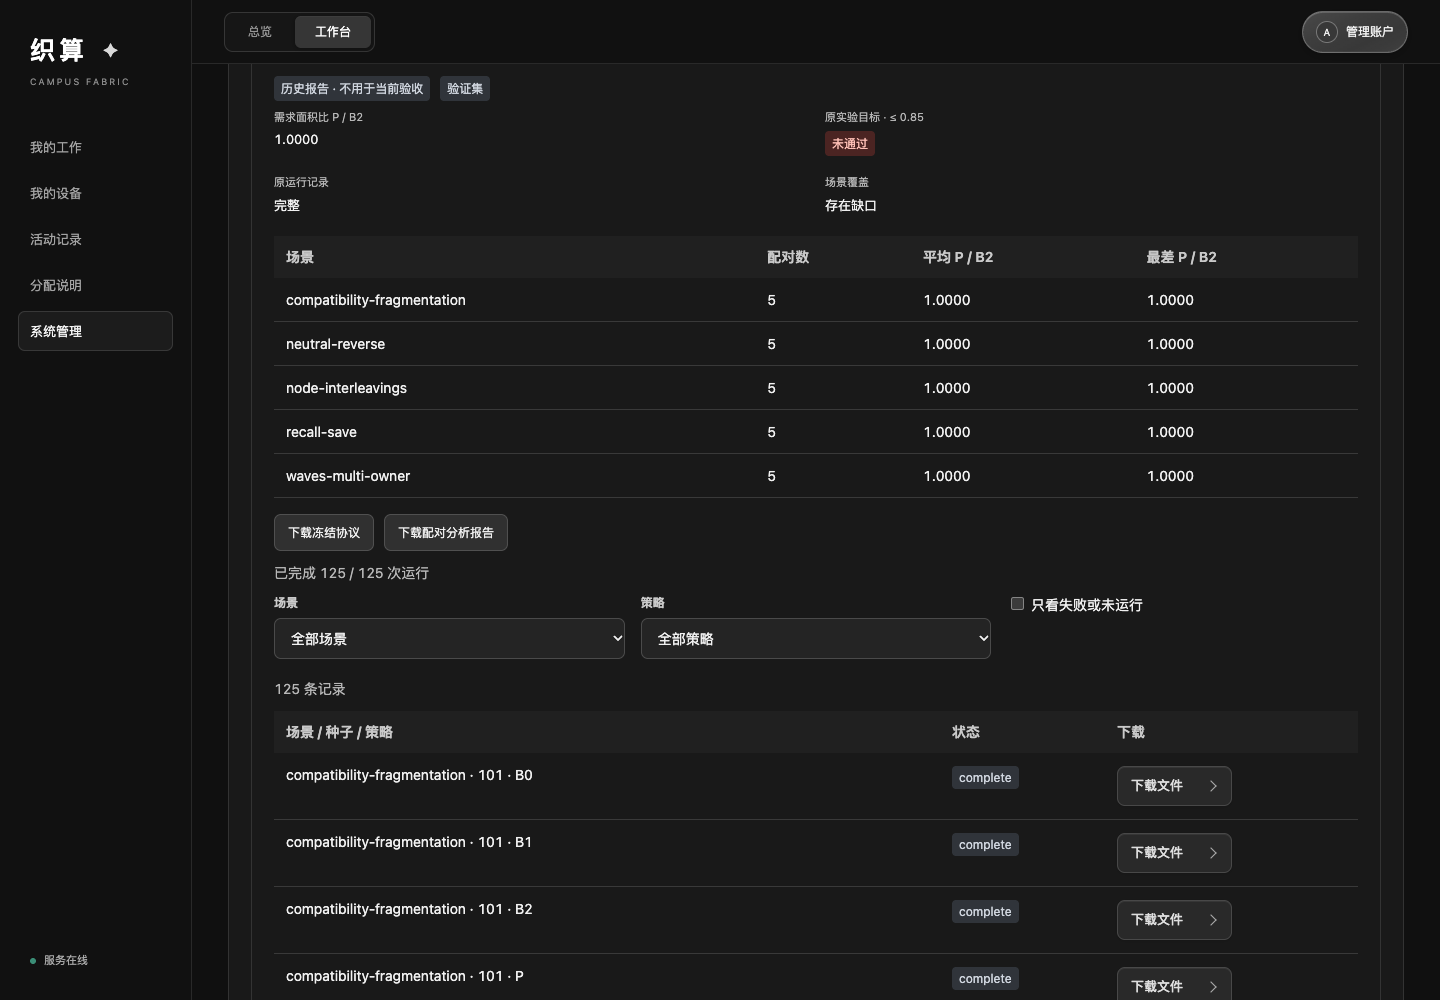 织算
CAMPUS FABRIC
我的工作
我的设备
活动记录
分配说明
系统管理
服务在线
总览
工作台
A 管理账户
历史报告 · 不用于当前验收
验证集
需求面积比 P / B2
1.0000
原实验目标 · ≤ 0.85
未通过
原运行记录
完整
场景覆盖
存在缺口
场景 配对数 平均 P / B2 最差 P / B2
compatibility-fragmentation 5 1.0000 1.0000
neutral-reverse 5 1.0000 1.0000
node-interleavings 5 1.0000 1.0000
recall-save 5 1.0000 1.0000
waves-multi-owner 5 1.0000 1.0000
下载冻结协议
下载配对分析报告
已完成 125 / 125 次运行
场景
全部场景
策略
全部策略
只看失败或未运行
125 条记录
场景 / 种子 / 策略 状态 下载
compatibility-fragmentation · 101 · B0 complete 下载文件
compatibility-fragmentation · 101 · B1 complete 下载文件
compatibility-fragmentation · 101 · B2 complete 下载文件
compatibility-fragmentation · 101 · P complete 下载文件